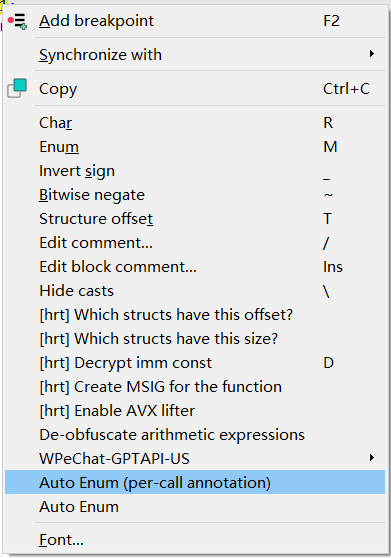 Add breakpoint F2
Synchronize with
Copy Ctrl+C
Char R
Enum M
Invert sign _
Bitwise negate ~
Structure offset T
Edit comment... /
Edit block comment... Ins
Hide casts \
[hrt] Which structs have this offset?
[hrt] Which structs have this size?
[hrt] Decrypt imm const D
[hrt] Create MSIG for the function
[hrt] Enable AVX lifter
De-obfuscate arithmetic expressions
WPeChat-GPTAPI-US
Auto Enum (per-call annotation)
Auto Enum
Font...